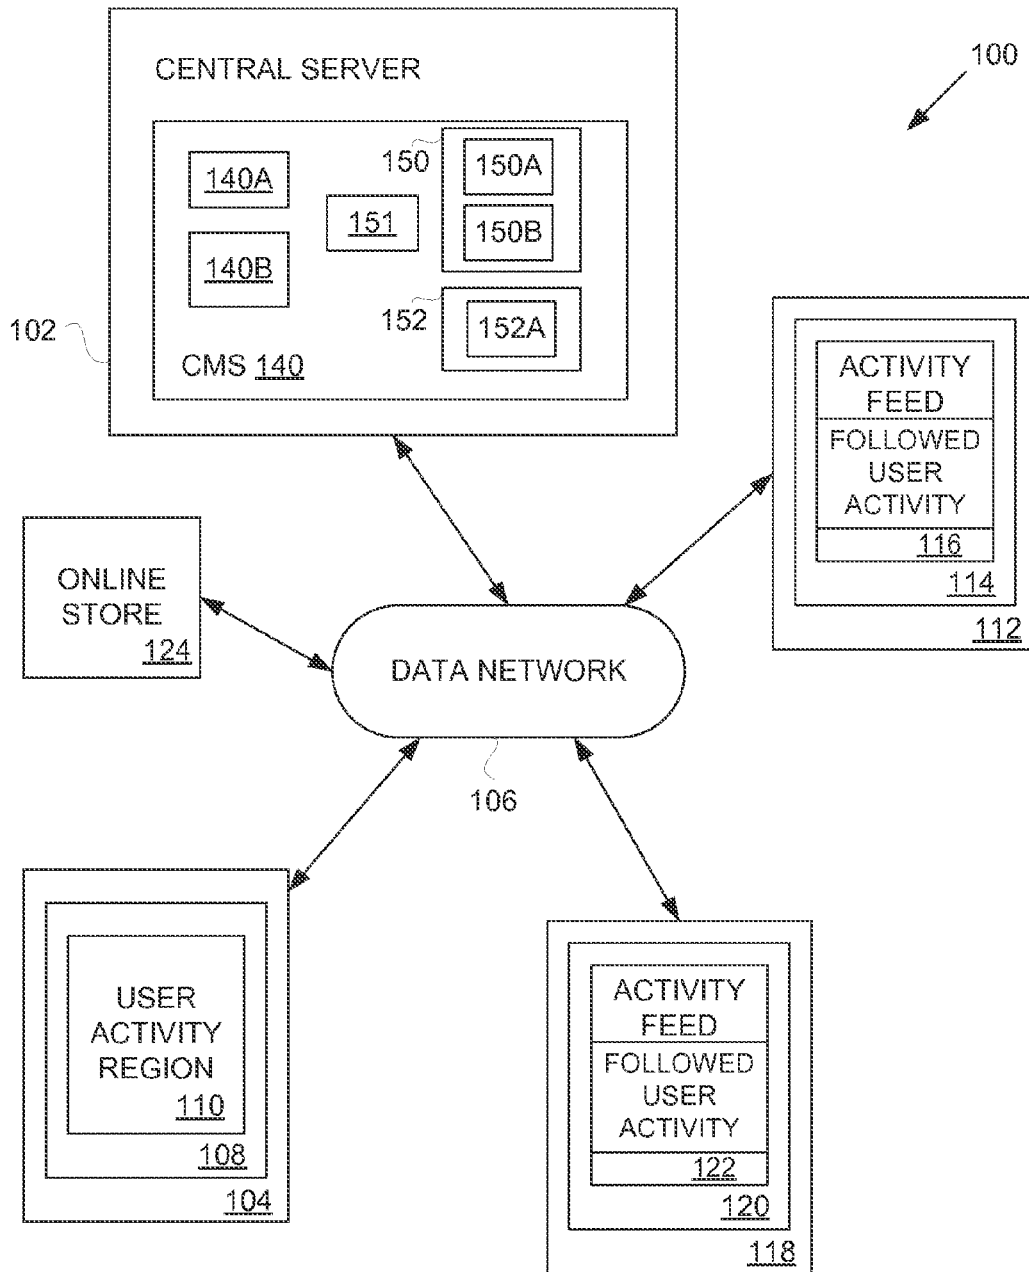 CENTRAL SERVER
100
140A
150
150A
151
150B
140B
152
152A
102
CMS 140
ACTIVITY
FEED
FOLLOWED
USER
ACTIVITY
116
114
112
ONLINE
STORE
124
DATA NETWORK
106
USER
ACTIVITY
REGION
110
108
104
ACTIVITY
FEED
FOLLOWED
USER
ACTIVITY
122
120
118